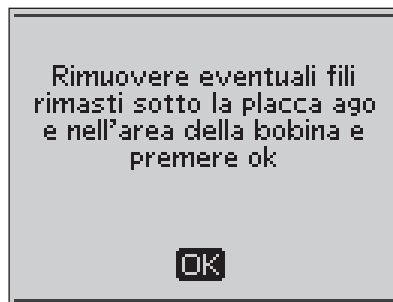 Rimuovere eventuali fili
rimasti sotto la placca ago
e nell'area della bobina e
premere ok
OK